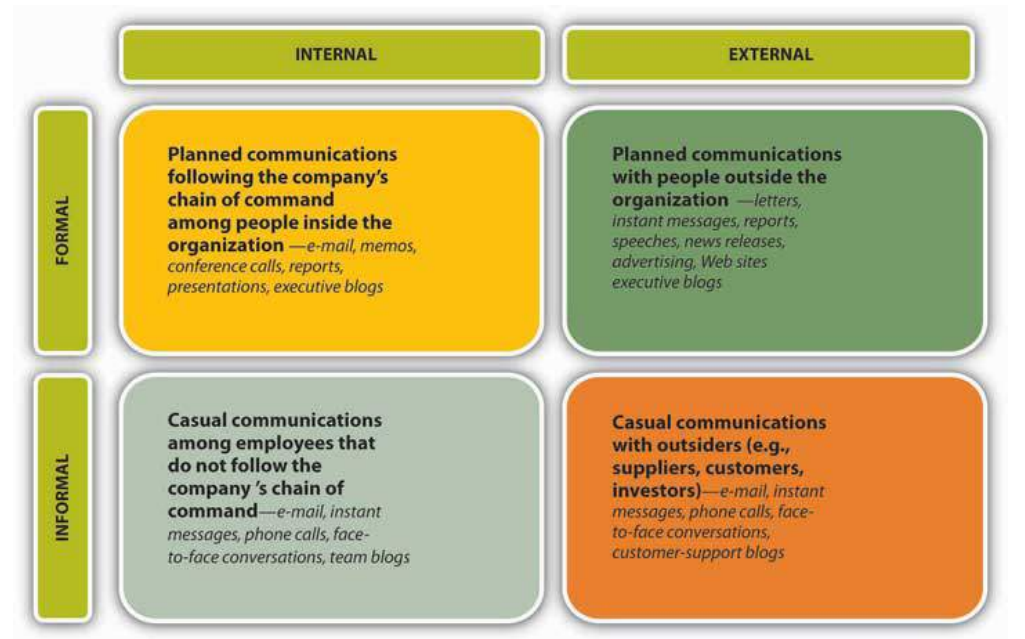 INTERNAL
EXTERNAL
FORMAL
Planned communications
following the company's
chain of command
among people inside the
organization —e-mail, memos,
conference calls, reports,
presentations, executive blogs
Planned communications
with people outside the
organization —letters,
instant messages, reports,
speeches, news releases,
advertising, Web sites
executive blogs
INFORMAL
Casual communications
among employees that
do not follow the
company 's chain of
command—e-mail, instant
messages, phone calls, face-
to-face conversations, team blogs
Casual communications
with outsiders (e.g.,
suppliers, customers,
investors)—e-mail, instant
messages, phone calls, face-
to-face conversations,
customer-support blogs